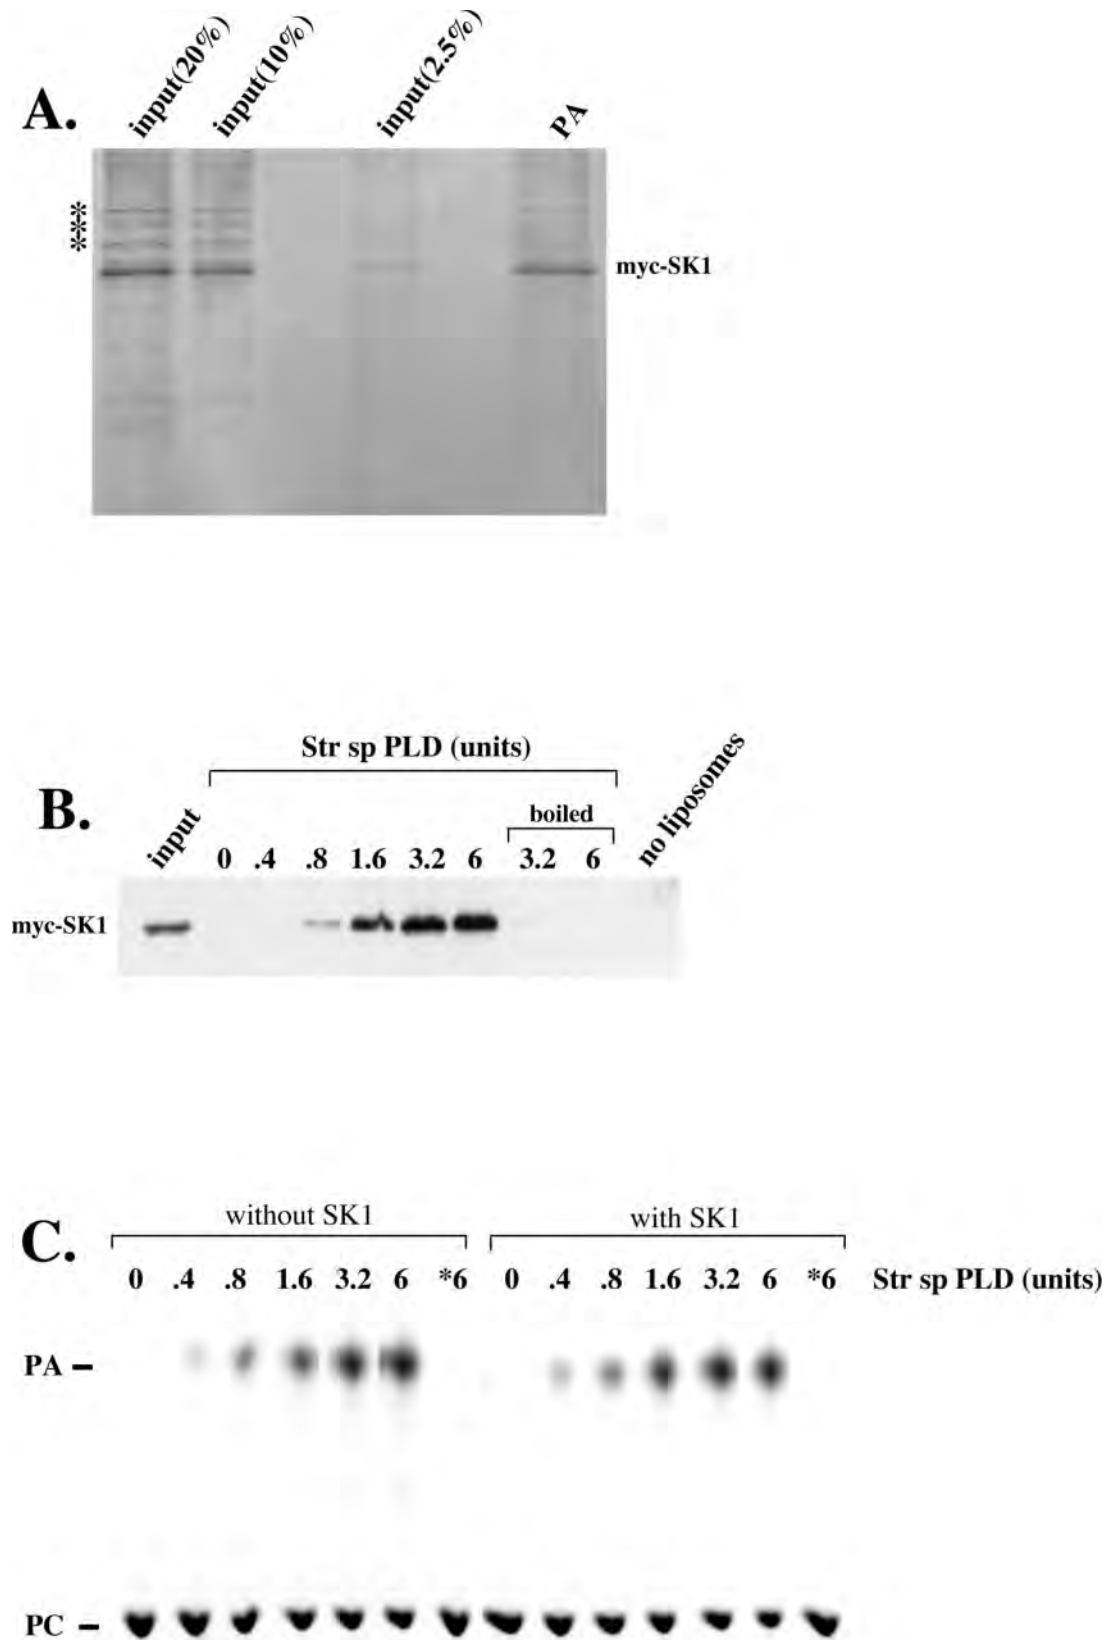 A.
input(20%)
input(10%)
input(2.5%)
PA
*
*
*
myc-SK1
Str sp PLD (units)
B.
boiled
input
0 .4 .8 1.6 3.2 6 3.2 6
no liposomes
myc-SK1
without SK1 with SK1
C.
0 .4 .8 1.6 3.2 6 *6 0 .4 .8 1.6 3.2 6 *6 Str sp PLD (units)
PA –
PC –